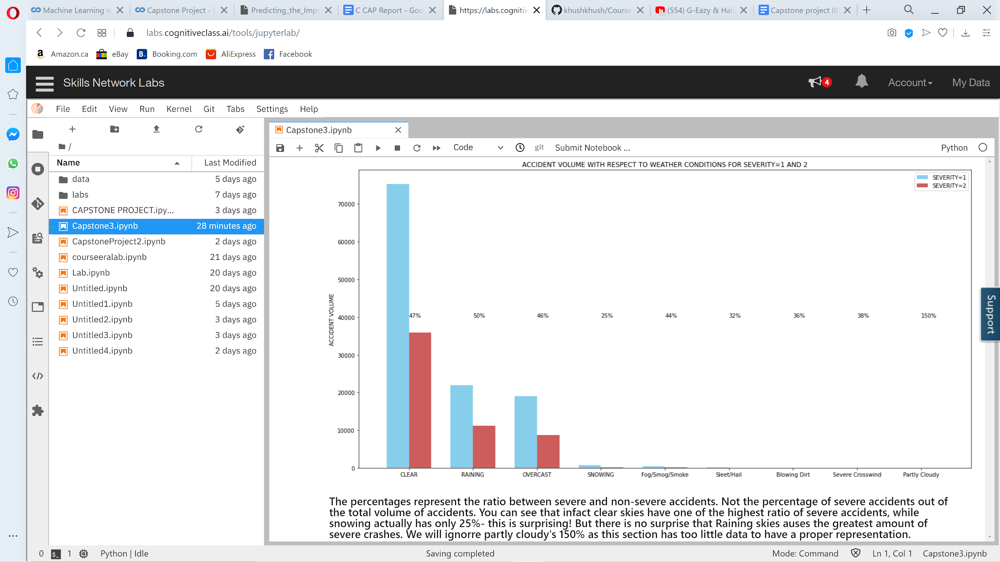 Machine Learning w
Capstone Project - C
Predicting_the_Impr
C CAP Report - Goo
https://labs.cognitive
khushkhush/Course
(554) G-Eazy & Hals
Capstone project IB
labs.cognitiveclass.ai/tools/jupyterlab/
Amazon.ca
eBay
Booking.com
AliExpress
Facebook
Skills Network Labs
4
Account
My Data
File Edit View Run Kernel Git Tabs Settings Help
Capstone3.ipynb
/
Code
git
Submit Notebook ...
Python
Name Last Modified
data 5 days ago
labs 7 days ago
CAPSTONE PROJECT.ipy... 3 days ago
Capstone3.ipynb 28 minutes ago
CapstoneProject2.ipynb 2 days ago
courseeralab.ipynb 21 days ago
Lab.ipynb 20 days ago
Untitled.ipynb 20 days ago
Untitled1.ipynb 5 days ago
Untitled2.ipynb 3 days ago
Untitled3.ipynb 3 days ago
Untitled4.ipynb 2 days ago
ACCIDENT VOLUME WITH RESPECT TO WEATHER CONDITIONS FOR SEVERITY=1 AND 2
SEVERITY=1
SEVERITY=2
ACCIDENT VOLUME
70000
60000
50000
40000
30000
20000
10000
0
47% 50% 46% 25% 44% 32% 36% 38% 150%
CLEAR RAINING OVERCAST SNOWING Fog/Smog/Smoke Sleet/Hail Blowing Dirt Severe Crosswind Partly Cloudy
Support
The percentages represent the ratio between severe and non-severe accidents. Not the percentage of severe accidents out of
the total volume of accidents. You can see that infact clear skies have one of the highest ratio of severe accidents, while
snowing actually has only 25%- this is surprising! But there is no surprise that Raining skies auses the greatest amount of
severe crashes. We will ignorre partly cloudy's 150% as this section has too little data to have a proper representation.
0 $_ 1 Python | Idle
Saving completed
Mode: Command
Ln 1, Col 1
Capstone3.ipynb